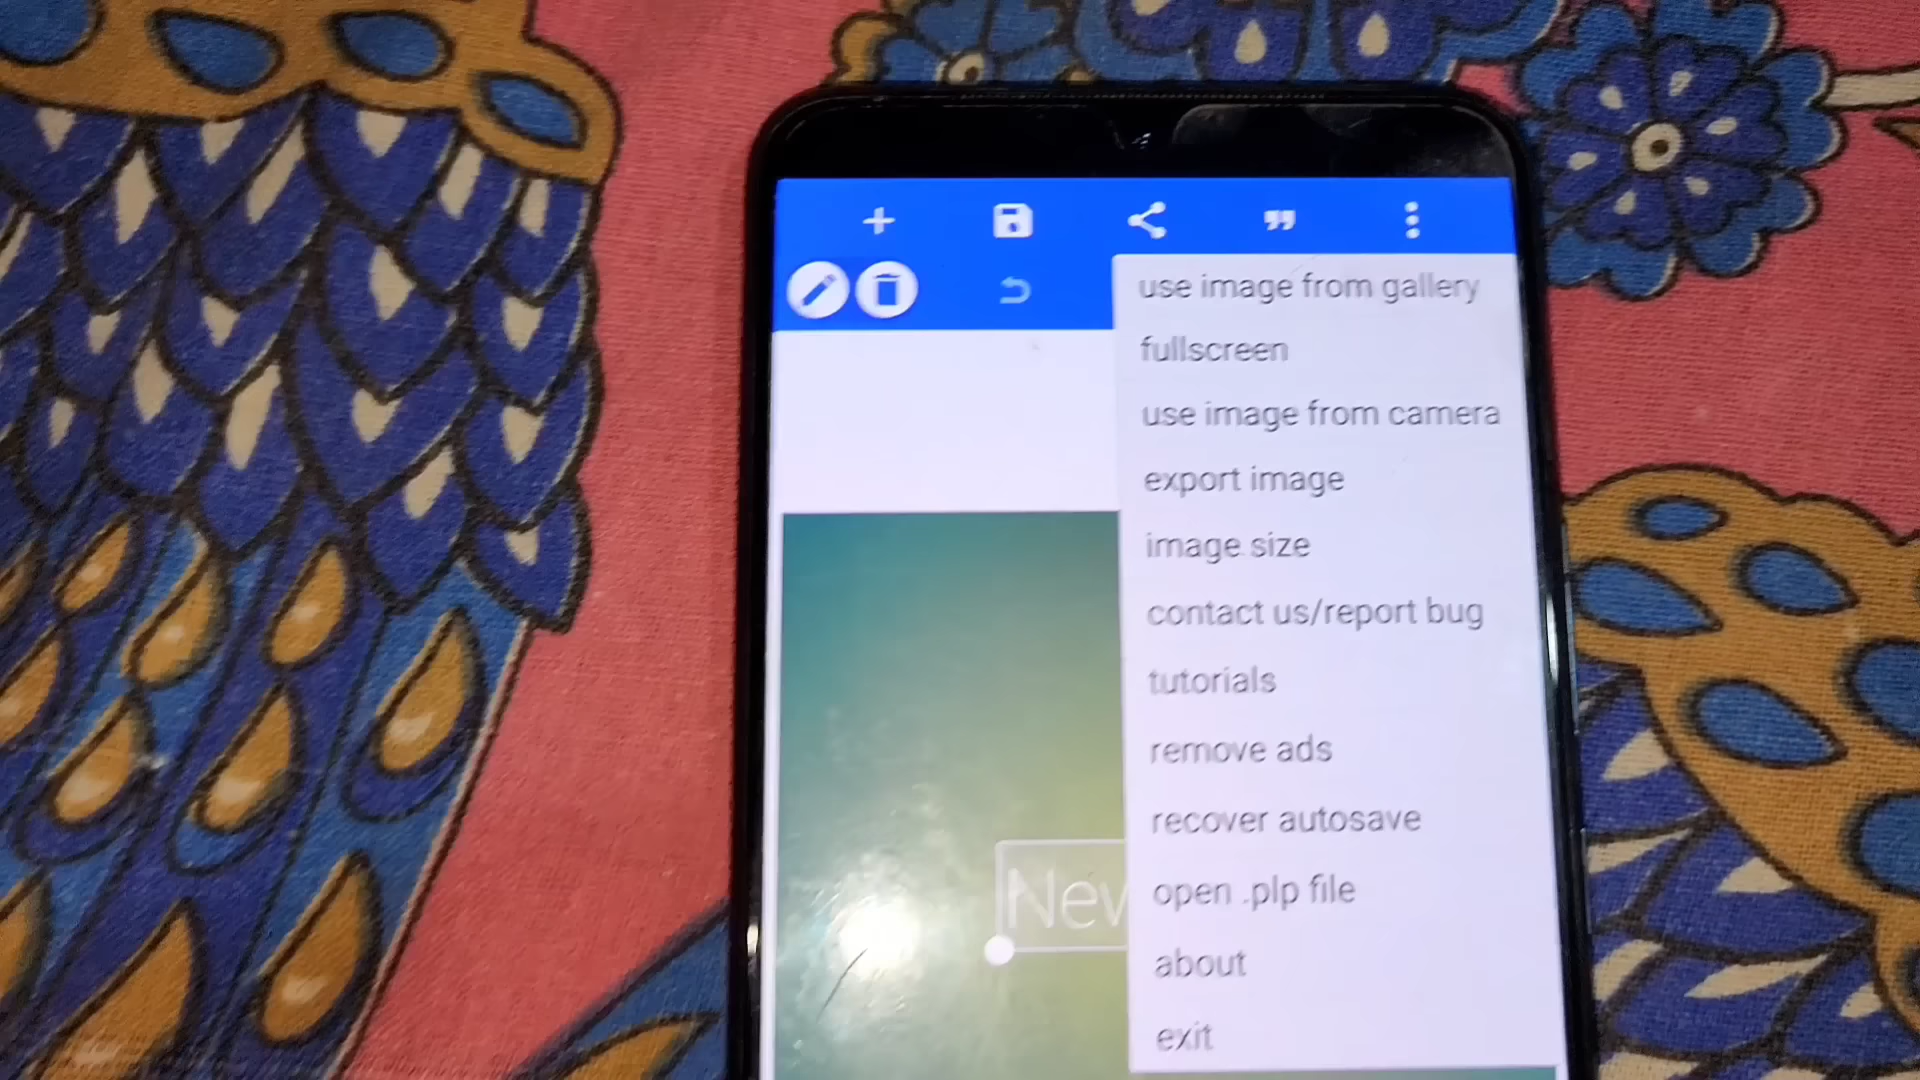 use image from gallery
fullscreen
use image from camera
export image
image size
contact us/report bug
tutorials
remove ads
recover autosave
open .plp file
about
exit